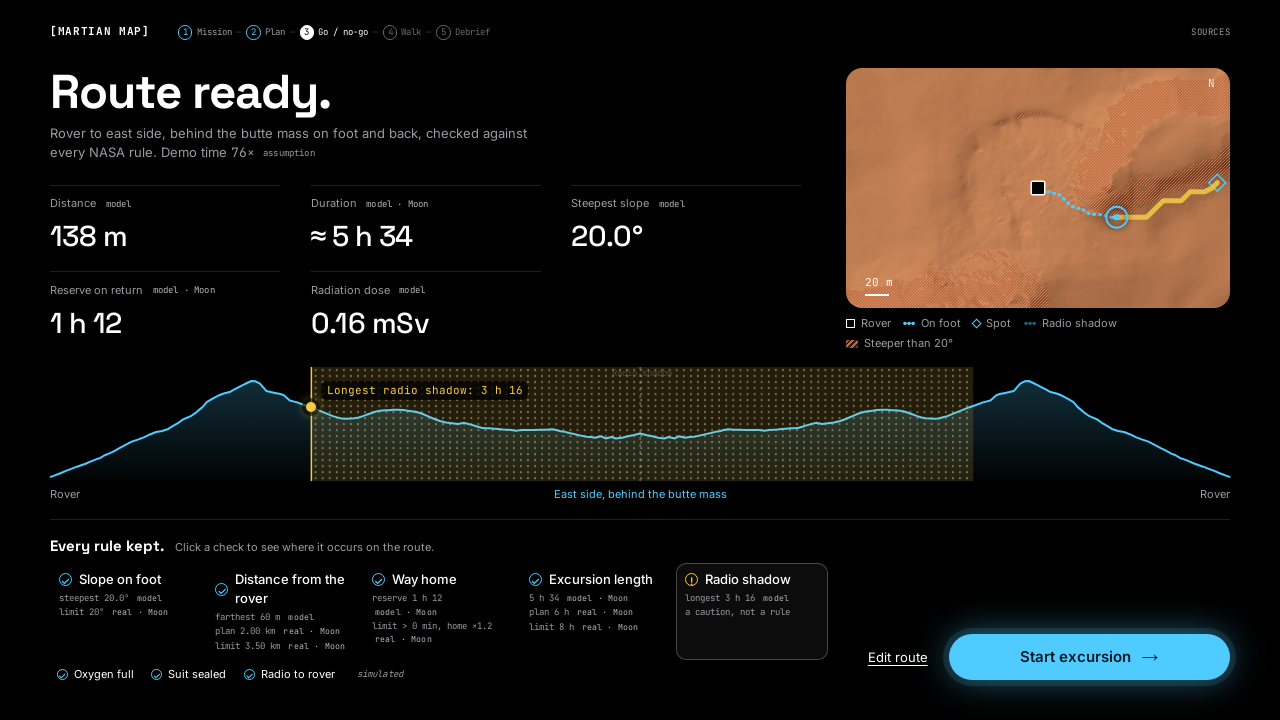 [MARTIAN MAP]
1 Mission – 2 Plan – 3 Go / no-go – 4 Walk – 5 Debrief
SOURCES
Route ready.
Rover to east side, behind the butte mass on foot and back, checked against
every NASA rule. Demo time 76× assumption
Distance model
138 m
Duration model · Moon
≈ 5 h 34
Steepest slope model
20.0°
Reserve on return model · Moon
1 h 12
Radiation dose model
0.16 mSv
N
20 m
Rover On foot Spot Radio shadow
Steeper than 20°
Longest radio shadow: 3 h 16
Rover
East side, behind the butte mass
Rover
Every rule kept. Click a check to see where it occurs on the route.
Slope on foot
steepest 20.0° model
limit 20° real · Moon
Distance from the
rover
farthest 60 m model
plan 2.00 km real · Moon
limit 3.50 km real · Moon
Way home
reserve 1 h 12
model · Moon
limit > 0 min, home ×1.2
real · Moon
Excursion length
5 h 34 model · Moon
plan 6 h real · Moon
limit 8 h real · Moon
Radio shadow
longest 3 h 16 model
a caution, not a rule
Oxygen full Suit sealed Radio to rover simulated
Edit route
Start excursion →